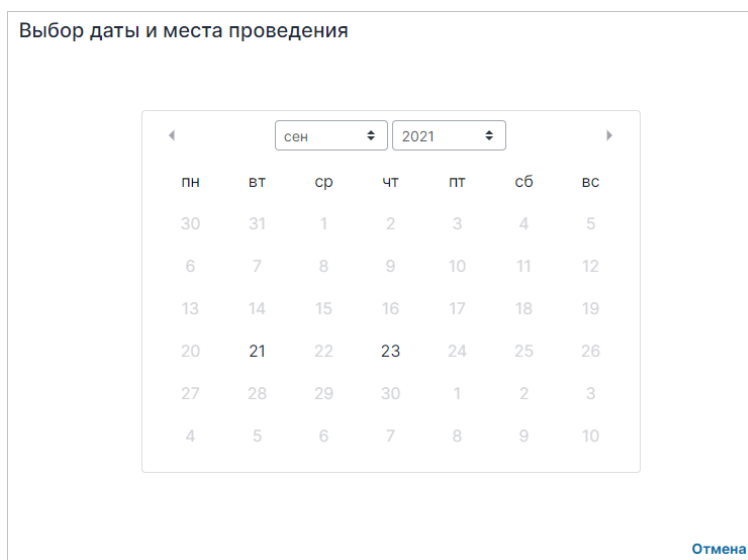 Выбор даты и места проведения
сен 2021
пн вт ср чт пт сб вс
30 31 1 2 3 4 5
6 7 8 9 10 11 12
13 14 15 16 17 18 19
20 21 22 23 24 25 26
27 28 29 30 1 2 3
4 5 6 7 8 9 10
Отмена